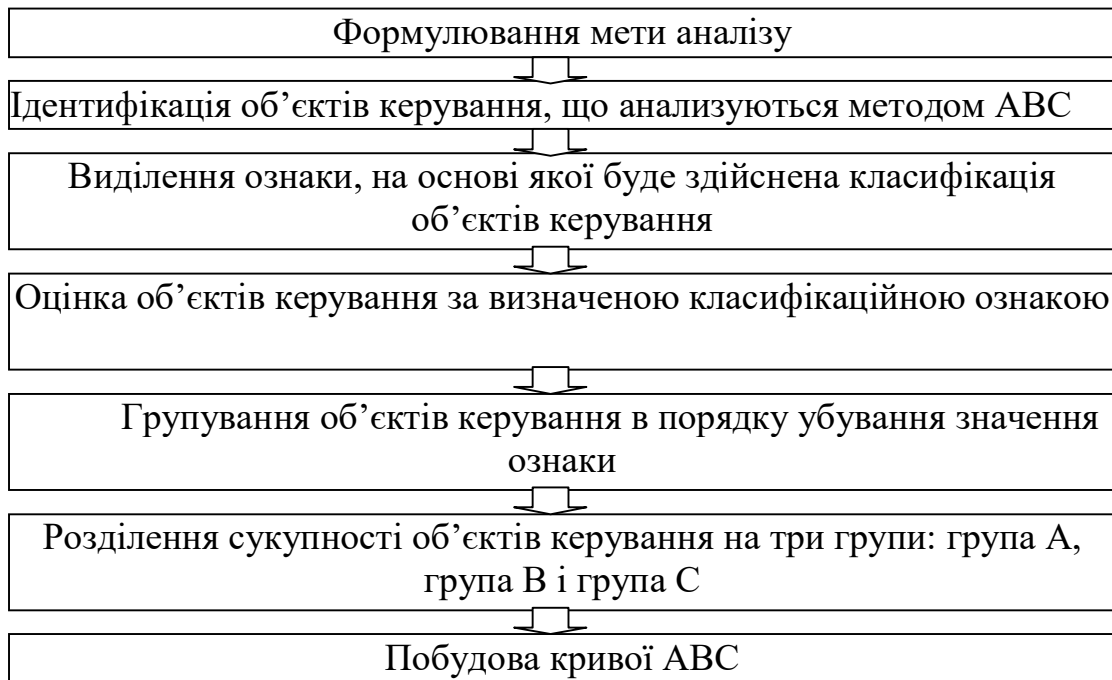 Формулювання мети аналізу
Ідентифікація об’єктів керування, що анализуються методом АВС
Виділення ознаки, на основі якої буде здійснена класифікація
об’єктів керування
Оцінка об’єктів керування за визначеною класифікаційною ознакою
Групування об’єктів керування в порядку убування значення
ознаки
Розділення сукупності об’єктів керування на три групи: група А,
група В і група С
Побудова кривої АВС